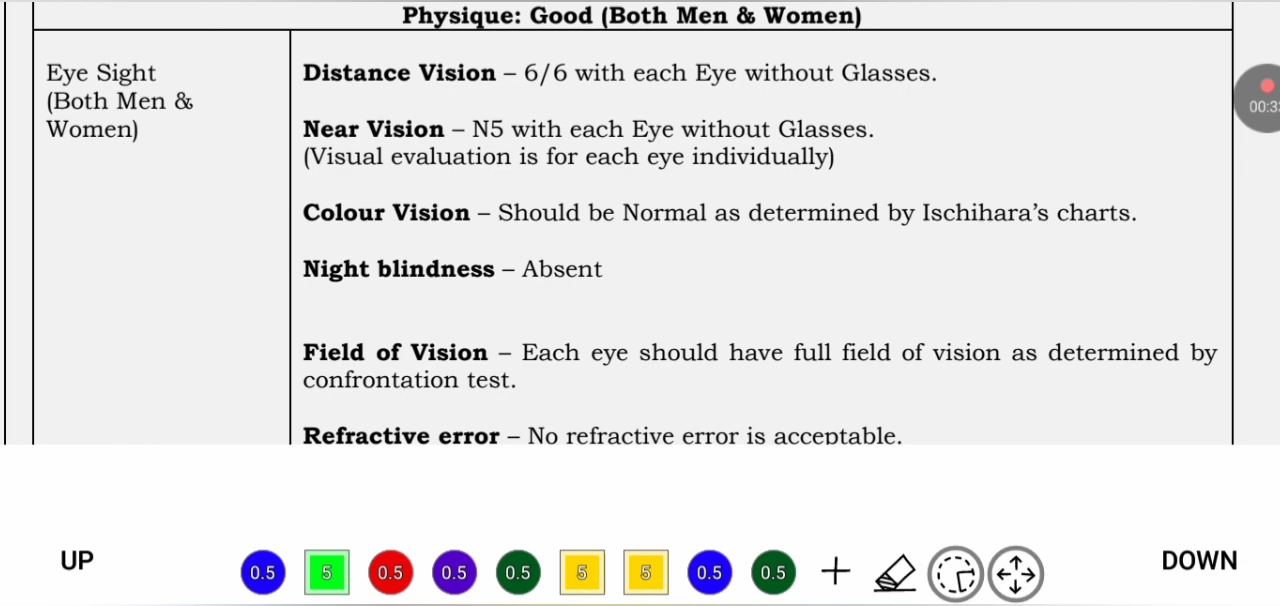 Physique: Good (Both Men & Women)
Eye Sight
(Both Men &
Women)
Distance Vision – 6/6 with each Eye without Glasses.
Near Vision – N5 with each Eye without Glasses.
(Visual evaluation is for each eye individually)
Colour Vision – Should be Normal as determined by Ischihara's charts.
Night blindness – Absent
Field of Vision – Each eye should have full field of vision as determined by
confrontation test.
Refractive error – No refractive error is acceptable.
UP
0.5 5 0.5 0.5 0.5 5 5 0.5 0.5
DOWN